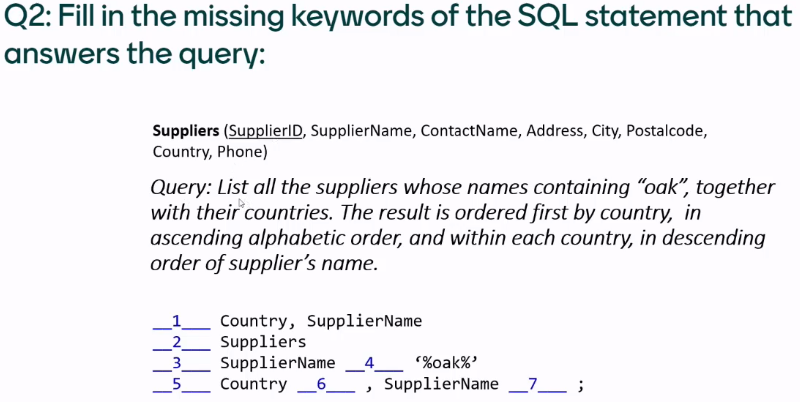 Q2: Fill in the missing keywords of the SQL statement that
answers the query:
Suppliers (SupplierID, SupplierName, ContactName, Address, City, Postalcode,
Country, Phone)
Query: List all the suppliers whose names containing “oak”, together
with their countries. The result is ordered first by country,  in
ascending alphabetic order, and within each country, in descending
order of supplier’s name.
__1___ Country, SupplierName
__2___ Suppliers
__3___ SupplierName __4___ ‘%oak%’
__5___ Country __6___ , SupplierName __7___ ;